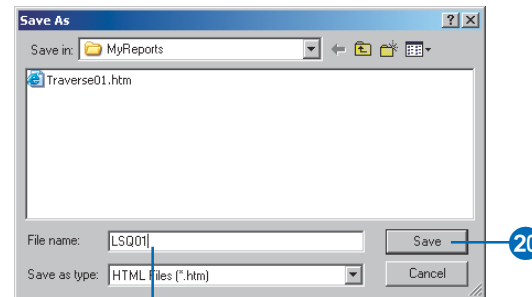 Save As
Save in: MyReports
Traverse01.htm
File name: LSQ01
Save
20
Save as type: HTML Files (*.htm)
Cancel